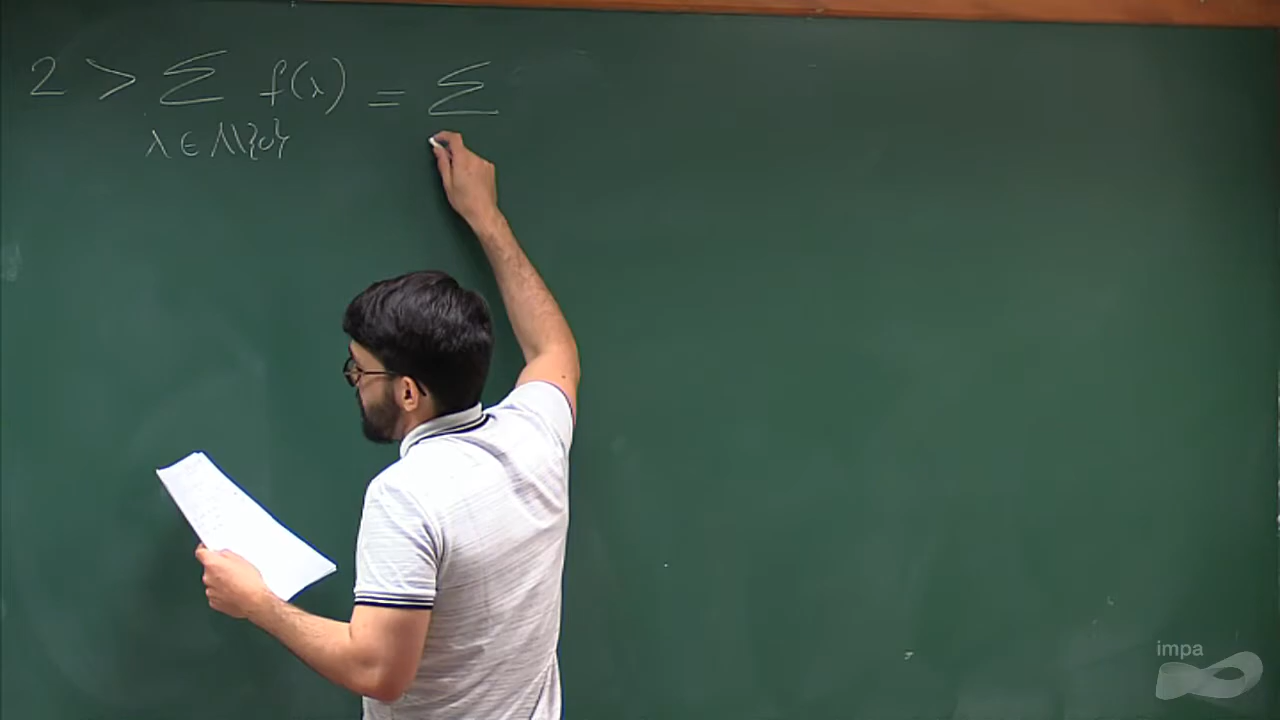 2 > Σ f(λ) = Σ
λ ∈ Λ\{0}
impa